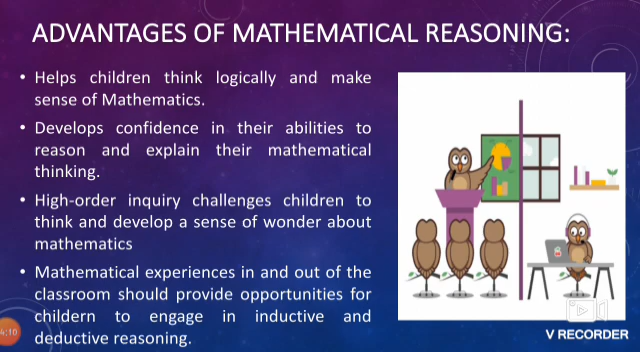 ADVANTAGES OF MATHEMATICAL REASONING:
• Helps children think logically and make
sense of Mathematics.
• Develops confidence in their abilities to
reason and explain their mathematical
thinking.
• High-order inquiry challenges children to
think and develop a sense of wonder about
mathematics
• Mathematical experiences in and out of the
classroom should provide opportunities for
childern to engage in inductive and
deductive reasoning.
4:10
V RECORDER